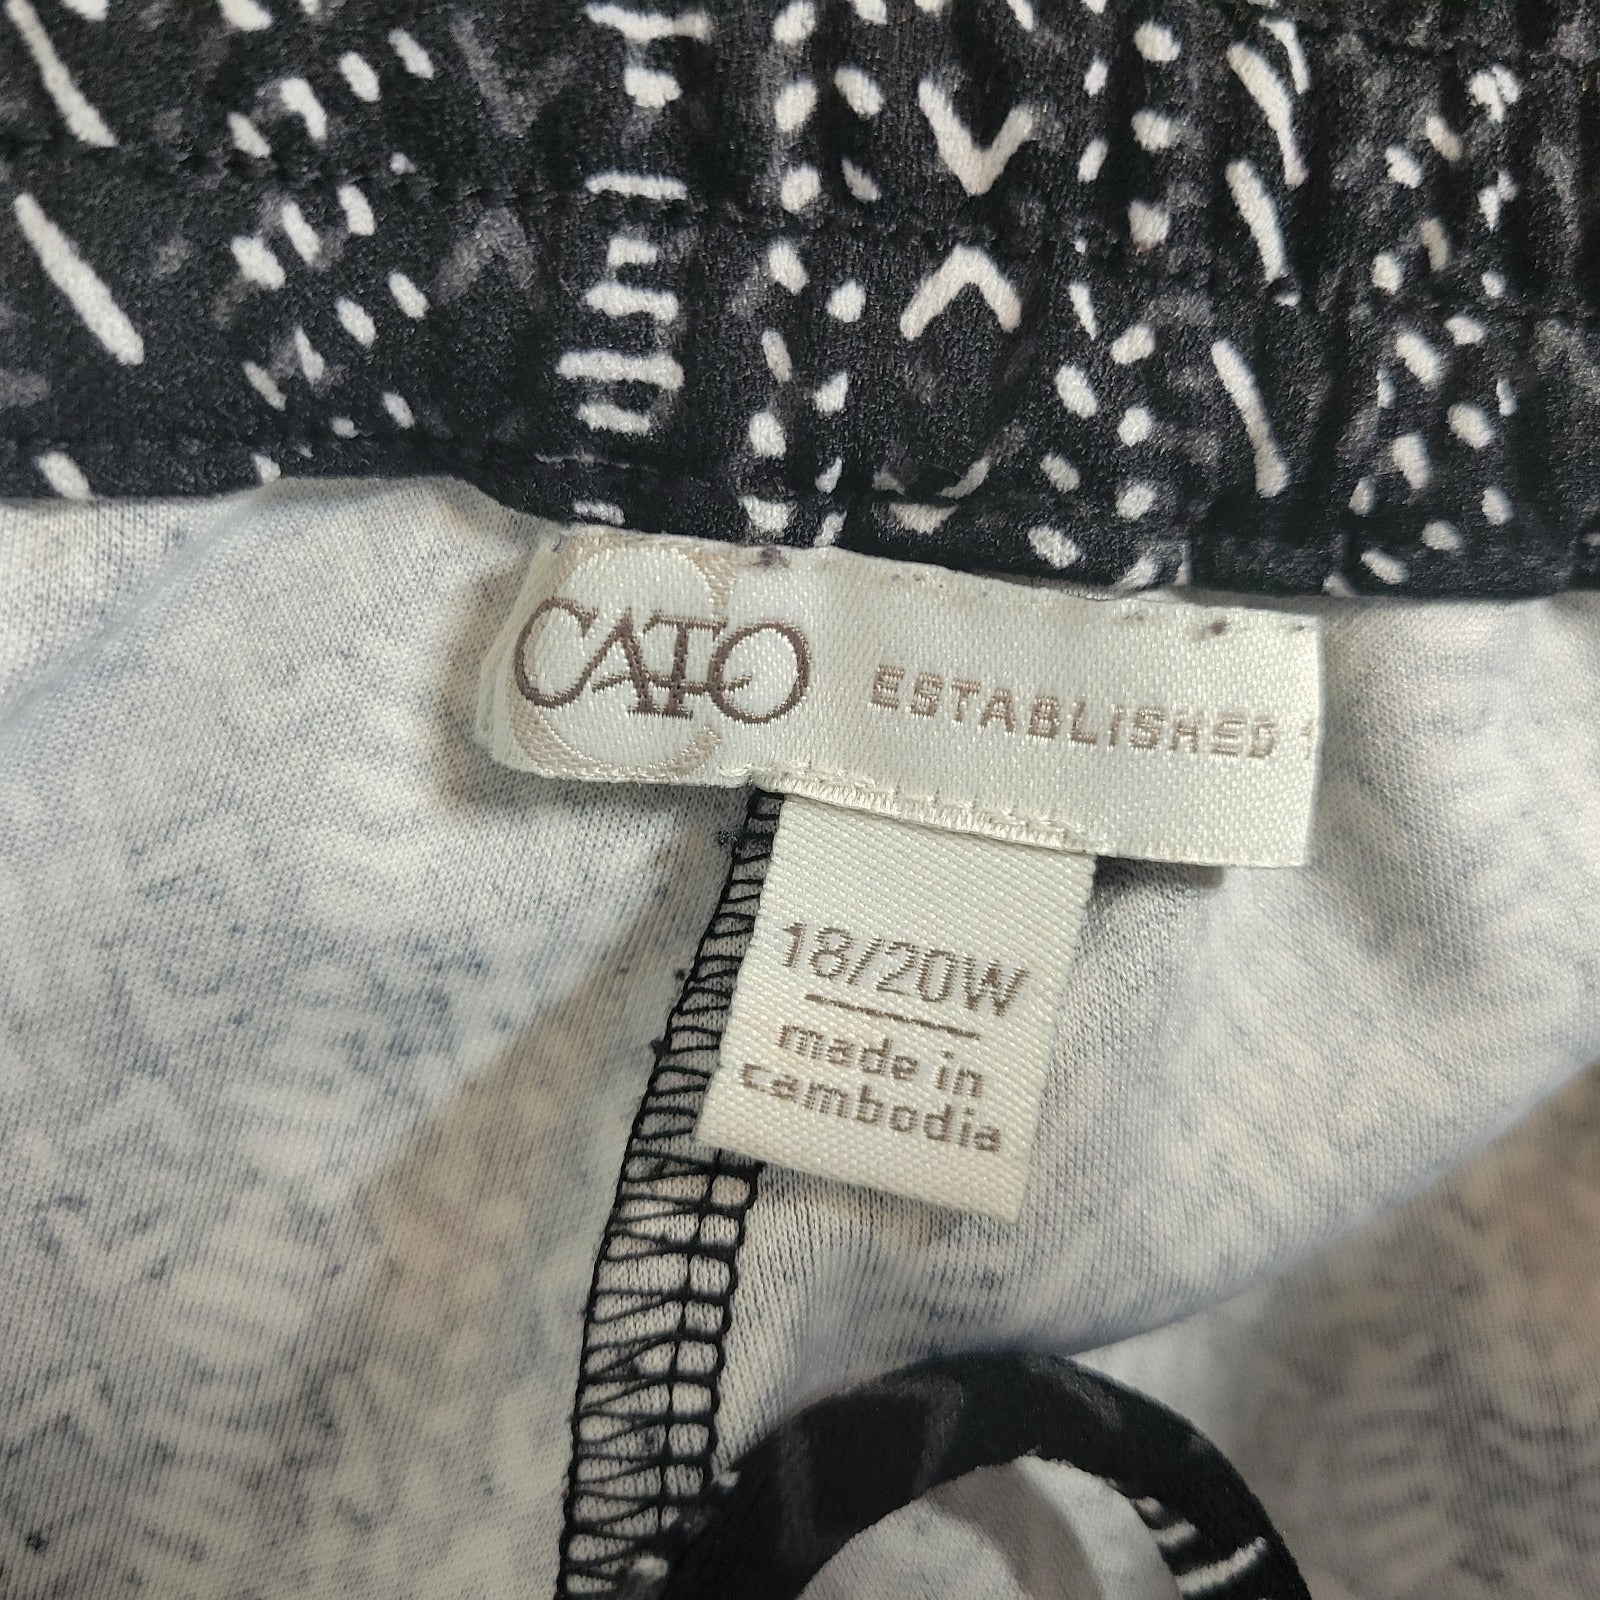 CATO ESTABLISHED
18/20W
made in
cambodia